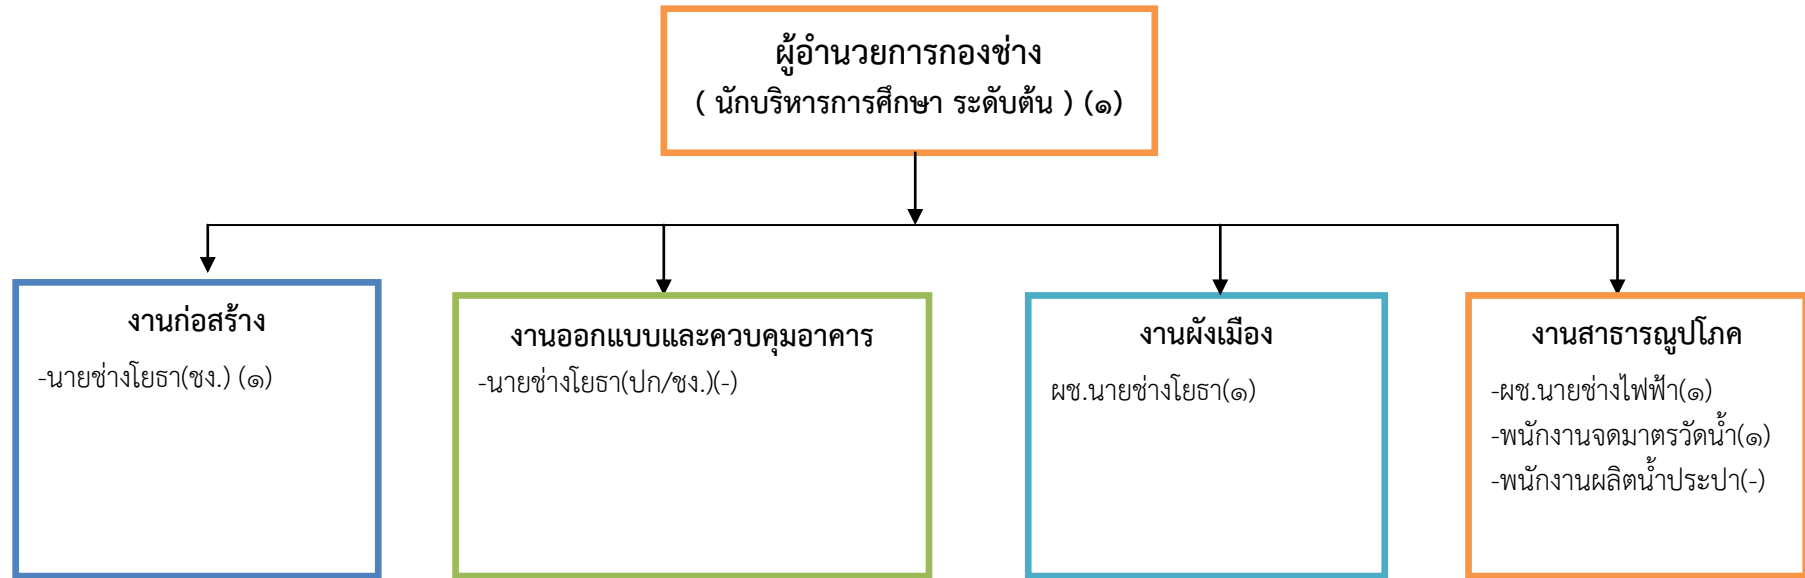 ผู้อำนวยการกองช่าง
( นักบริหารการศึกษา ระดับต้น ) (๑)
งานก่อสร้าง
-นายช่างโยธา(ชง.) (๑)
งานออกแบบและควบคุมอาคาร
-นายช่างโยธา(ปก/ชง.)(-)
งานผังเมือง
ผช.นายช่างโยธา(๑)
งานสาธารณูปโภค
-ผช.นายช่างไฟฟ้า(๑)
-พนักงานจดมาตรวัดน้ำ(๑)
-พนักงานผลิตน้ำประปา(-)